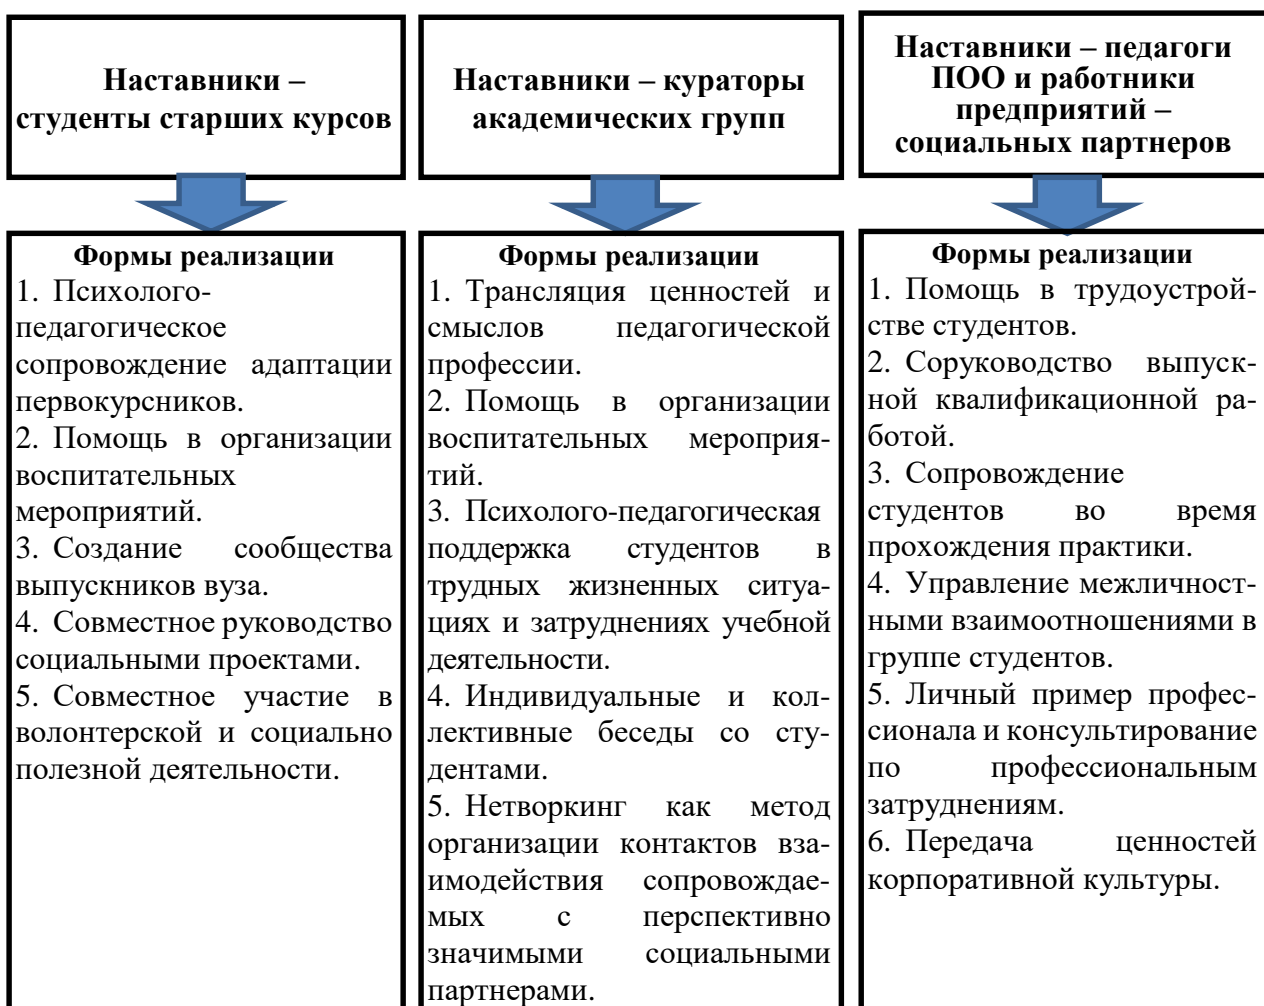 Наставники –
студенты старших курсов
Формы реализации
1. Психолого-
педагогическое
сопровождение адаптации
первокурсников.
2. Помощь в организации
воспитательных
мероприятий.
3. Создание сообщества
выпускников вуза.
4. Совместное руководство
социальными проектами.
5. Совместное участие в
волонтерской и социально
полезной деятельности.
Наставники – кураторы
академических групп
Формы реализации
1. Трансляция ценностей и
смыслов педагогической
профессии.
2. Помощь в организации
воспитательных мероприя-
тий.
3. Психолого-педагогическая
поддержка студентов в
трудных жизненных ситуа-
циях и затруднениях учебной
деятельности.
4. Индивидуальные и кол-
лективные беседы со сту-
дентами.
5. Нетворкинг как метод
организации контактов вза-
имодействия сопровождае-
мых с перспективно
значимыми социальными
партнерами.
Наставники – педагоги
ПОО и работники
предприятий –
социальных партнеров
Формы реализации
1. Помощь в трудоустрой-
стве студентов.
2. Соруководство выпуск-
ной квалификационной ра-
ботой.
3. Сопровождение
студентов во время
прохождения практики.
4. Управление межличност-
ными взаимоотношениями в
группе студентов.
5. Личный пример профес-
сионала и консультирование
по профессиональным
затруднениям.
6. Передача ценностей
корпоративной культуры.